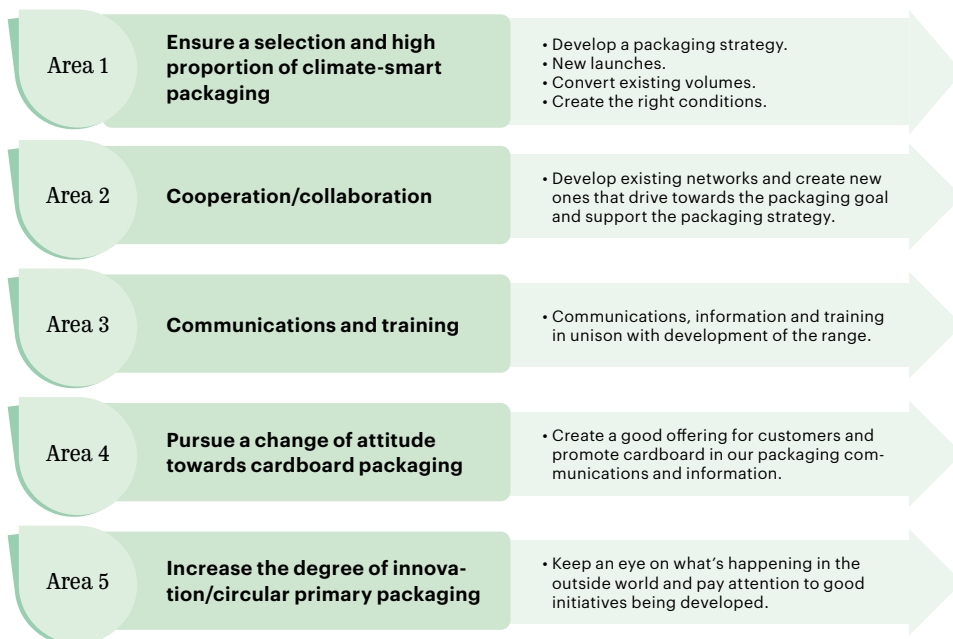 Area 1
Ensure a selection and high
proportion of climate-smart
packaging
• Develop a packaging strategy.
• New launches.
• Convert existing volumes.
• Create the right conditions.
Area 2
Cooperation/collaboration
• Develop existing networks and create new
ones that drive towards the packaging goal
and support the packaging strategy.
Area 3
Communications and training
• Communications, information and training
in unison with development of the range.
Area 4
Pursue a change of attitude
towards cardboard packaging
• Create a good offering for customers and
promote cardboard in our packaging com-
munications and information.
Area 5
Increase the degree of innova-
tion/circular primary packaging
• Keep an eye on what’s happening in the
outside world and pay attention to good
initiatives being developed.